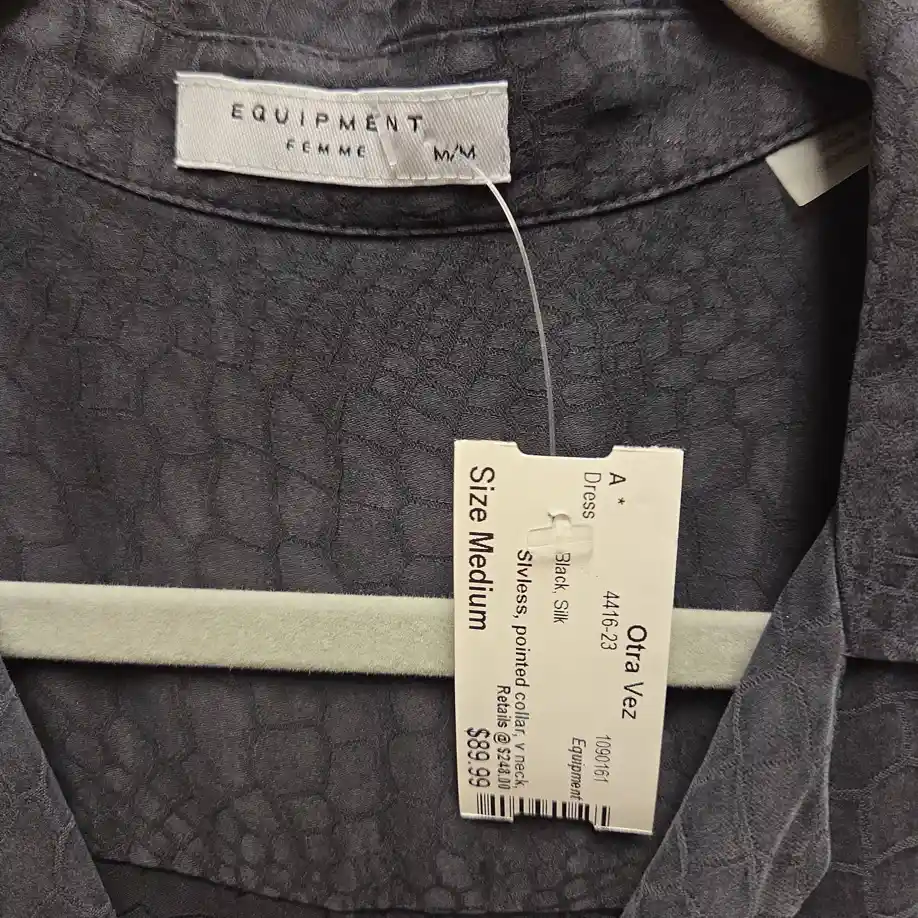 EQUIPMENT
FEMME
M/M
Otra Vez
A *
4416-23
1090161
Dress
Equipment
Black, Silk
Slvless, pointed collar, v neck,
Retails @ $248.00
Size Medium
$89.99